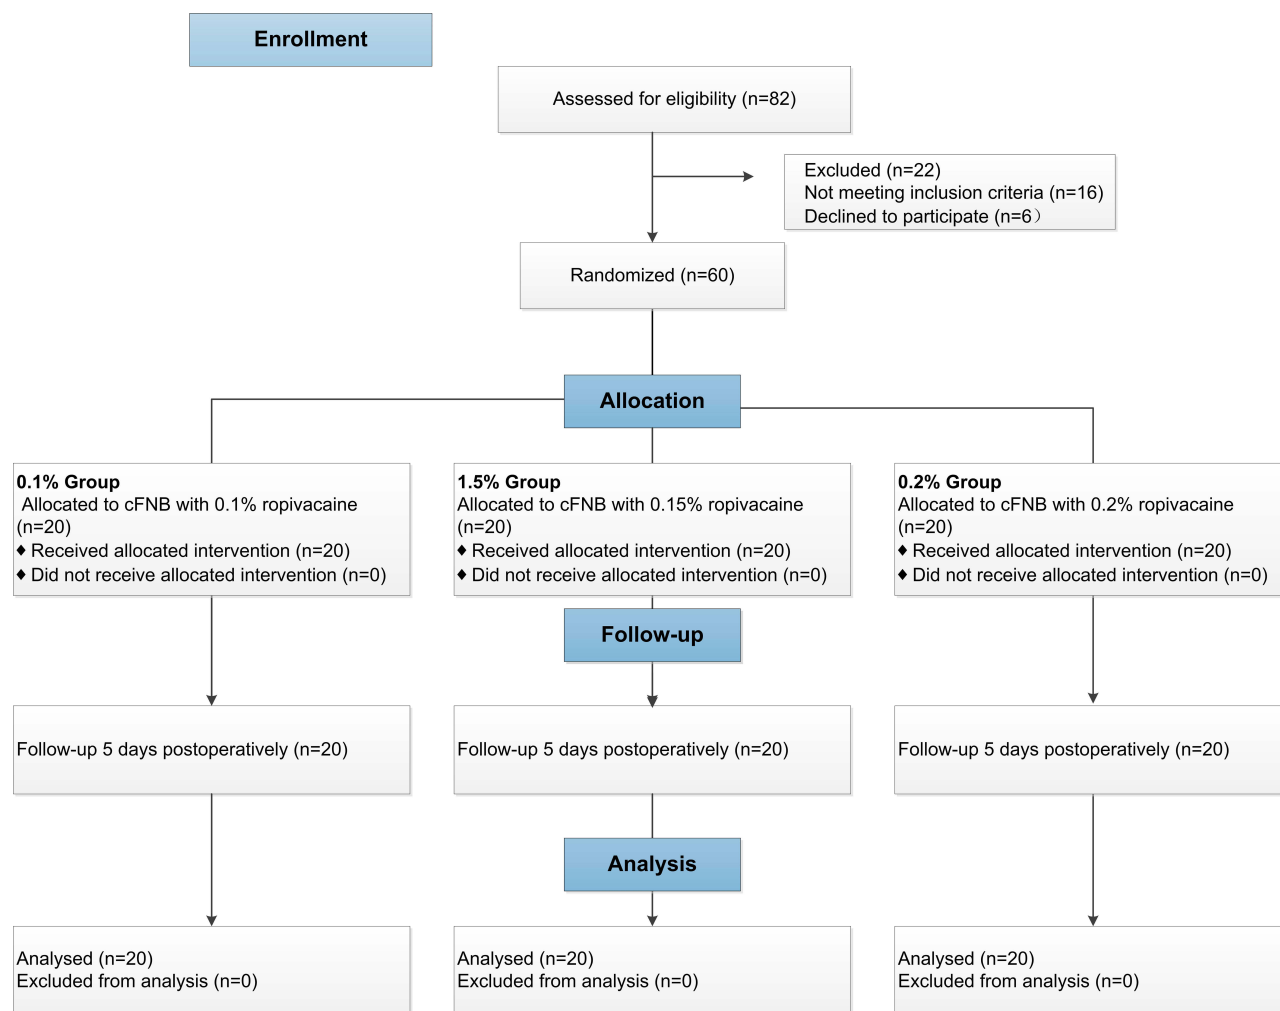 Enrollment
Assessed for eligibility (n=82)
Excluded (n=22)
Not meeting inclusion criteria (n=16)
Declined to participate (n=6）
Randomized (n=60)
Allocation
0.1% Group
Allocated to cFNB with 0.1% ropivacaine
(n=20)
♦ Received allocated intervention (n=20)
♦ Did not receive allocated intervention (n=0)
1.5% Group
Allocated to cFNB with 0.15% ropivacaine
(n=20)
♦ Received allocated intervention (n=20)
♦ Did not receive allocated intervention (n=0)
0.2% Group
Allocated to cFNB with 0.2% ropivacaine
(n=20)
♦ Received allocated intervention (n=20)
♦ Did not receive allocated intervention (n=0)
Follow-up
Follow-up 5 days postoperatively (n=20)
Follow-up 5 days postoperatively (n=20)
Follow-up 5 days postoperatively (n=20)
Analysis
Analysed (n=20)
Excluded from analysis (n=0)
Analysed (n=20)
Excluded from analysis (n=0)
Analysed (n=20)
Excluded from analysis (n=0)